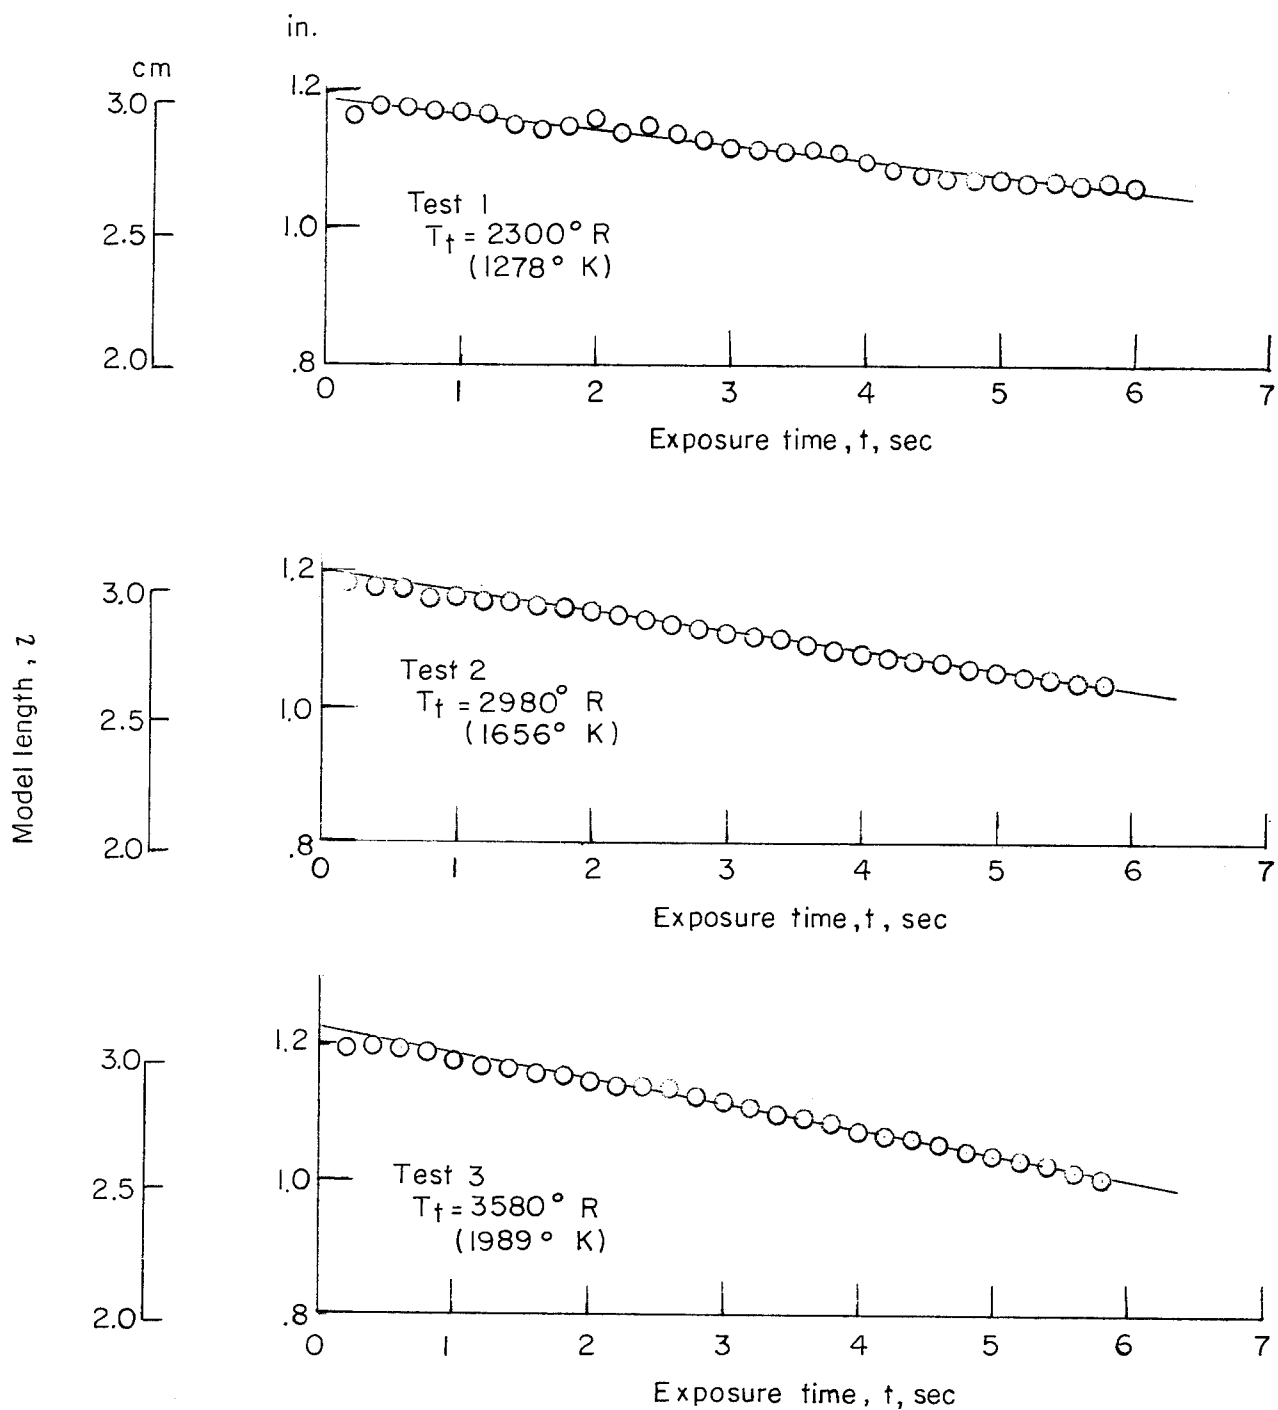 in.
cm
1.2
3.0
Test 1
T_t = 2300° R
(1278° K)
1.0
2.5
2.0
.8
0 1 2 3 4 5 6 7
Exposure time, t, sec
1.2
3.0
Test 2
T_t = 2980° R
(1656° K)
1.0
2.5
Model length, l
2.0
.8
0 1 2 3 4 5 6 7
Exposure time, t, sec
1.2
3.0
Test 3
T_t = 3580° R
(1989° K)
1.0
2.5
2.0
.8
0 1 2 3 4 5 6 7
Exposure time, t, sec